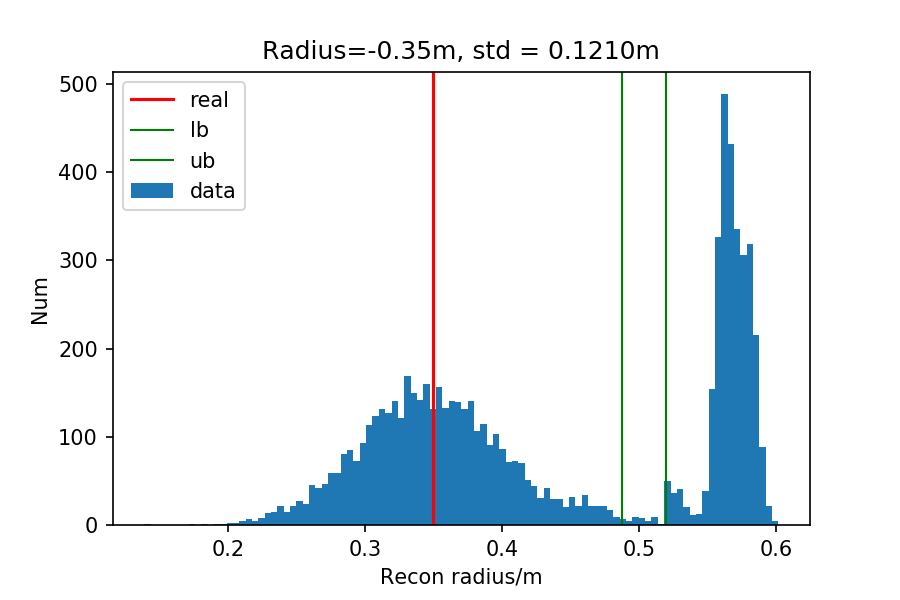 Radius=-0.35m, std = 0.1210m
500
400
300
200
100
0
Num
real
lb
ub
data
0.2 0.3 0.4 0.5 0.6
Recon radius/m